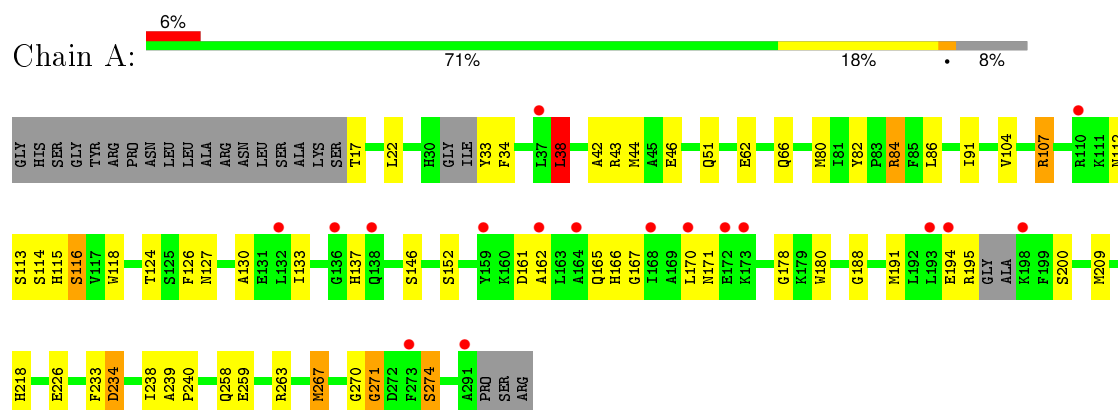 6%
Chain A:
71% 18% • 8%
GLY HIS SER GLY TYR ARG PRO ASN LEU LEU ALA ARG ASN LEU SER ALA LYS SER T17 L22 H30 GLY ILE Y33 F34 L37 L38 A42 R43 M44 A45 E46 Q51 E62 Q66 M80 I81 Y82 P83 R84 F85 L86 I91 V104 R107 R110 K111 N112
S113 S114 H115 S116 V117 W118 T124 S125 F126 N127 A130 E131 L132 I133 G136 H137 Q138 S146 S152 Y159 K160 D161 A162 L163 A164 Q165 H166 G167 I168 A169 L170 N171 E172 K173 G178 K179 W180 G188 M191 L192 L193 E194 R195 GLY ALA K198 F199 S200 M209
H218 E226 F233 D234 I238 A239 P240 Q258 E259 R263 M267 G270 G271 D272 F273 S274 A291 PRO SER ARG